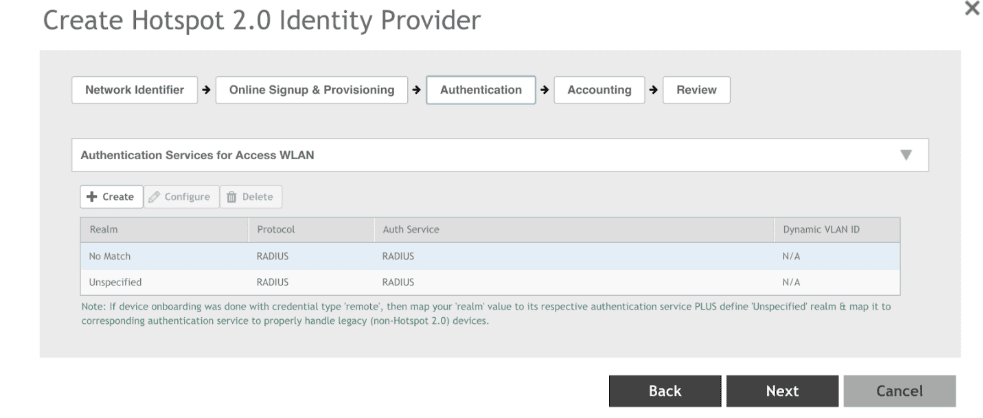 Create Hotspot 2.0 Identity Provider
Network Identifier
Online Signup & Provisioning
Authentication
Accounting
Review
Authentication Services for Access WLAN
Create
Configure
Delete
Realm Protocol Auth Service Dynamic VLAN ID
No Match RADIUS RADIUS N/A
Unspecified RADIUS RADIUS N/A
Note: If device onboarding was done with credential type 'remote', then map your 'realm' value to its respective authentication service PLUS define 'Unspecified' realm & map it to
corresponding authentication service to properly handle legacy (non-Hotspot 2.0) devices.
Back
Next
Cancel